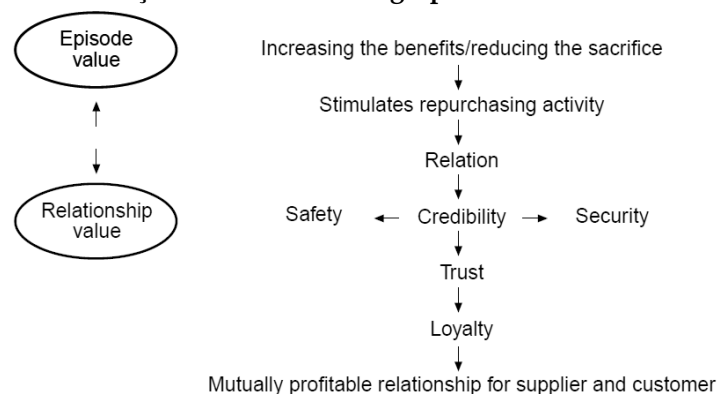 Episode
value
Increasing the benefits/reducing the sacrifice
Stimulates repurchasing activity
Relation
Relationship
value
Safety
Credibility
Security
Trust
Loyalty
Mutually profitable relationship for supplier and customer